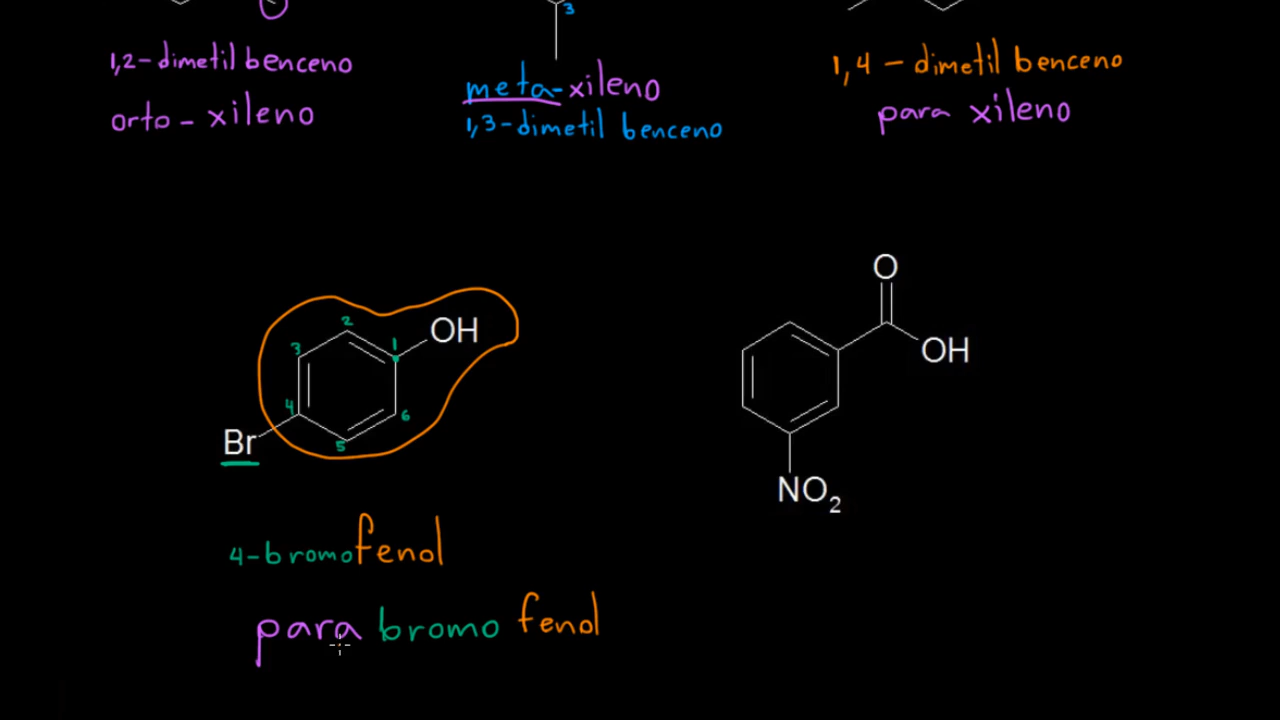 3
1,2-dimetil benceno
orto - xileno
meta-xileno
1,3-dimetil benceno
1,4 - dimetil benceno
para xileno
2
1
OH
3
4
6
5
Br
4-bromofenol
para bromo fenol
O
OH
NO2